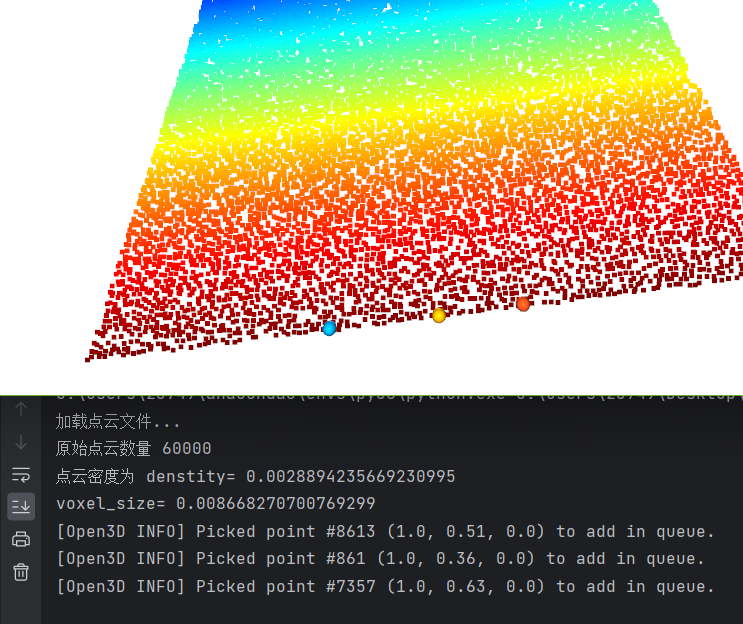 加载点云文件...
原始点云数量 60000
点云密度为 denstity= 0.0028894235669230995
voxel_size= 0.008668270700769299
[Open3D INFO] Picked point #8613 (1.0, 0.51, 0.0) to add in queue.
[Open3D INFO] Picked point #861 (1.0, 0.36, 0.0) to add in queue.
[Open3D INFO] Picked point #7357 (1.0, 0.63, 0.0) to add in queue.